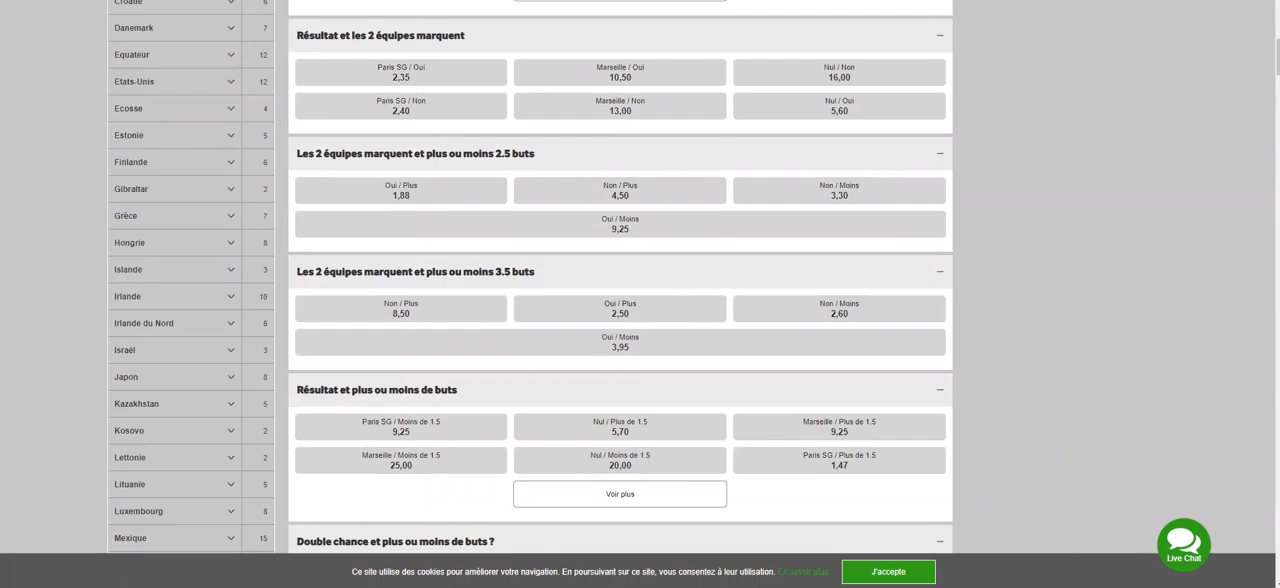 Croatie 6
Danemark 7
Equateur 12
Etats-Unis 12
Ecosse 4
Estonie 5
Finlande 6
Gibraltar 2
Grèce 7
Hongrie 8
Islande 3
Irlande 10
Irlande du Nord 6
Israël 3
Japon 8
Kazakhstan 5
Kosovo 2
Lettonie 2
Lituanie 5
Luxembourg 8
Mexique 15
Résultat et les 2 équipes marquent
Paris SG / Oui Marseille / Oui Nul / Non
2,35 10,50 16,00
Paris SG / Non Marseille / Non Nul / Oui
2,40 13,00 5,60
Les 2 équipes marquent et plus ou moins 2.5 buts
Oui / Plus Non / Plus Non / Moins
1,88 4,50 3,30
Oui / Moins
9,25
Les 2 équipes marquent et plus ou moins 3.5 buts
Non / Plus Oui / Plus Non / Moins
8,50 2,50 2,60
Oui / Moins
3,95
Résultat et plus ou moins de buts
Paris SG / Moins de 1.5 Nul / Plus de 1.5 Marseille / Plus de 1.5
9,25 5,70 9,25
Marseille / Moins de 1.5 Nul / Moins de 1.5 Paris SG / Plus de 1.5
25,00 20,00 1,47
Voir plus
Double chance et plus ou moins de buts ?
Live Chat
Ce site utilise des cookies pour améliorer votre navigation. En poursuivant sur ce site, vous consentez à leur utilisation. En savoir plus J'accepte